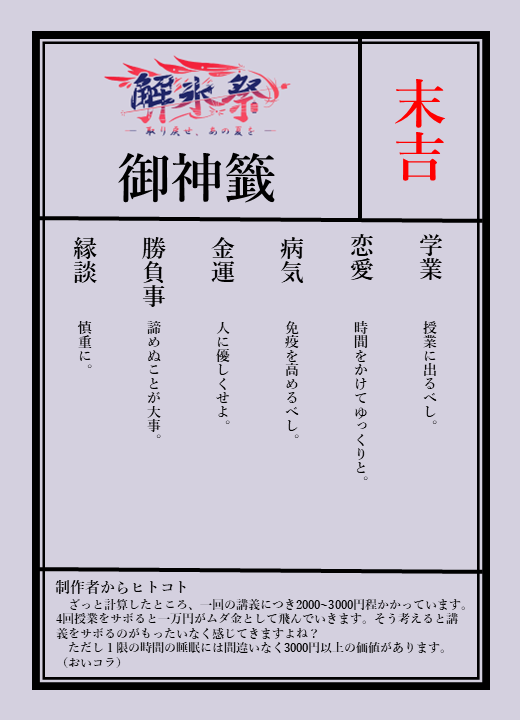 解氷祭
― 取り戻せ、あの夏を ―
御神籤
末吉
学業
授業に出るべし。
恋愛
時間をかけてゆっくりと。
病気
免疫を高めるべし。
金運
人に優しくせよ。
勝負事
諦めぬことが大事。
縁談
慎重に。
制作者からヒトコト
ざっと計算したところ、一回の講義につき2000~3000円程かかっています。
4回授業をサボると一万円がムダ金として飛んでいきます。そう考えると講
義をサボるのがもったいなく感じてきますよね？
ただし１限の時間の睡眠には間違いなく3000円以上の価値があります。
（おいコラ）